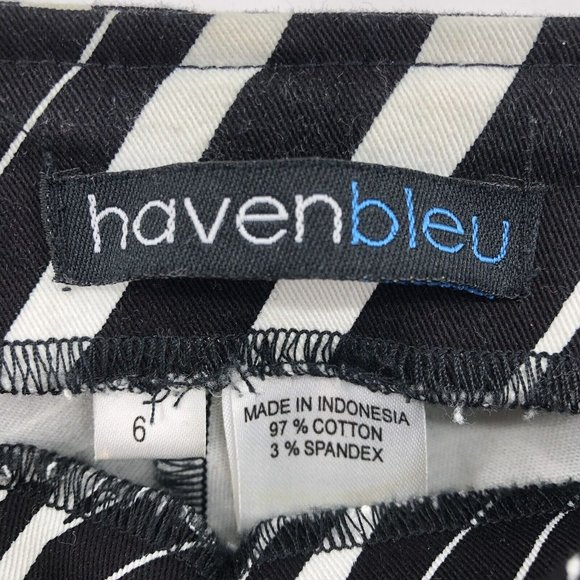 havenbleu
6
MADE IN INDONESIA
97 % COTTON
3 % SPANDEX